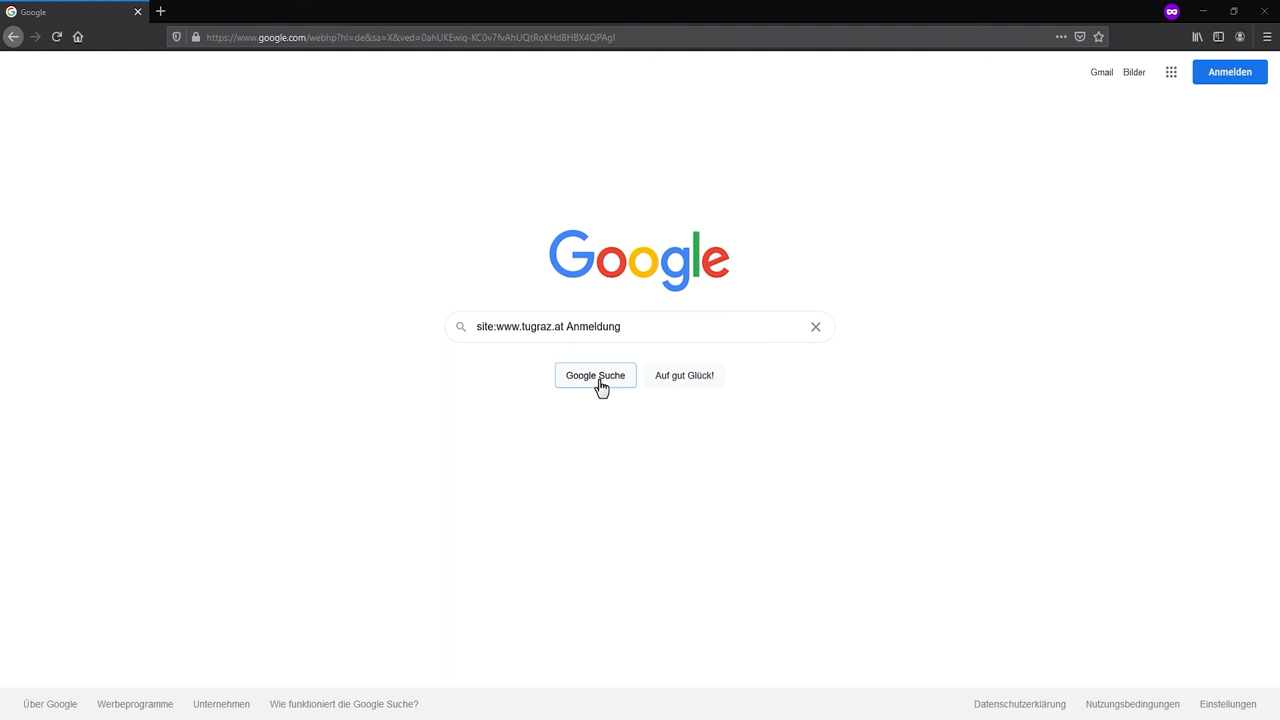 Google
https://www.google.com/webhp?hl=de&sa=X&ved=0ahUKEwiq-KC0v7fvAhUQtRoKHdBHBX4QPAgI
Gmail Bilder Anmelden
Google
site:www.tugraz.at Anmeldung
Google Suche Auf gut Glück!
Über Google Werbeprogramme Unternehmen Wie funktioniert die Google Suche? Datenschutzerklärung Nutzungsbedingungen Einstellungen